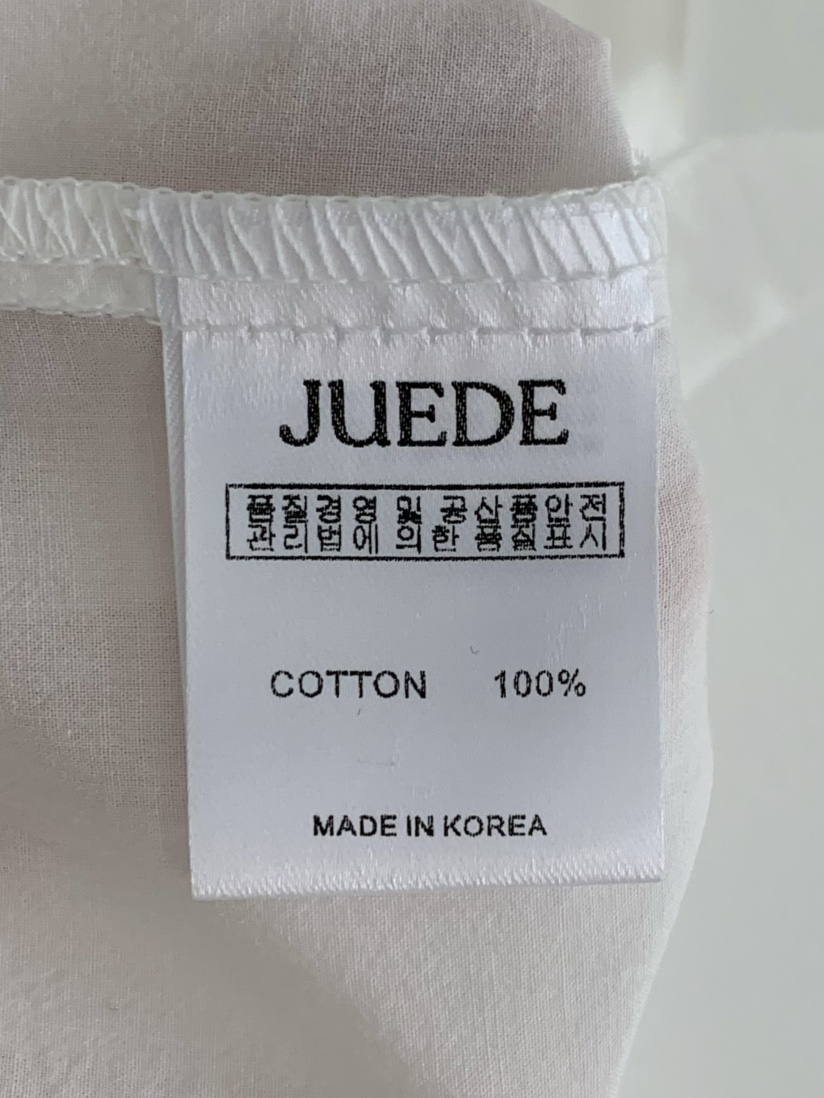 JUEDE
품질경영 및 공산품안전
관리법에 의한 품질표시
COTTON 100%
MADE IN KOREA